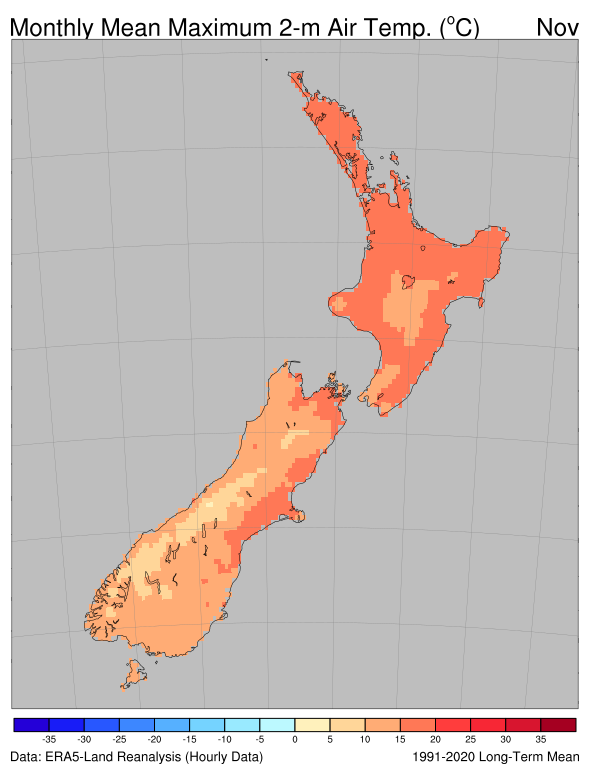 Monthly Mean Maximum 2-m Air Temp. (°C) Nov
-35 -30 -25 -20 -15 -10 -5 0 5 10 15 20 25 30 35
Data: ERA5-Land Reanalysis (Hourly Data) 1991-2020 Long-Term Mean